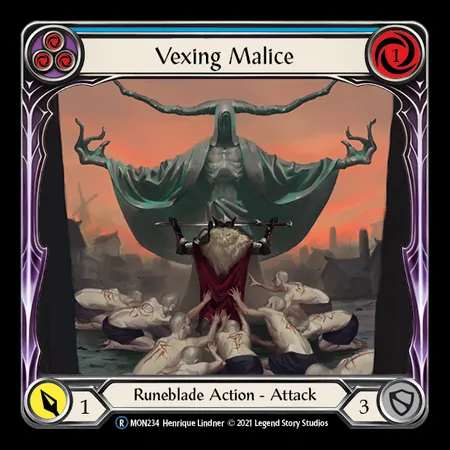 Vexing Malice
1
Runeblade Action - Attack
1
3
R MON234 Henrique Lindner © 2021 Legend Story Studios